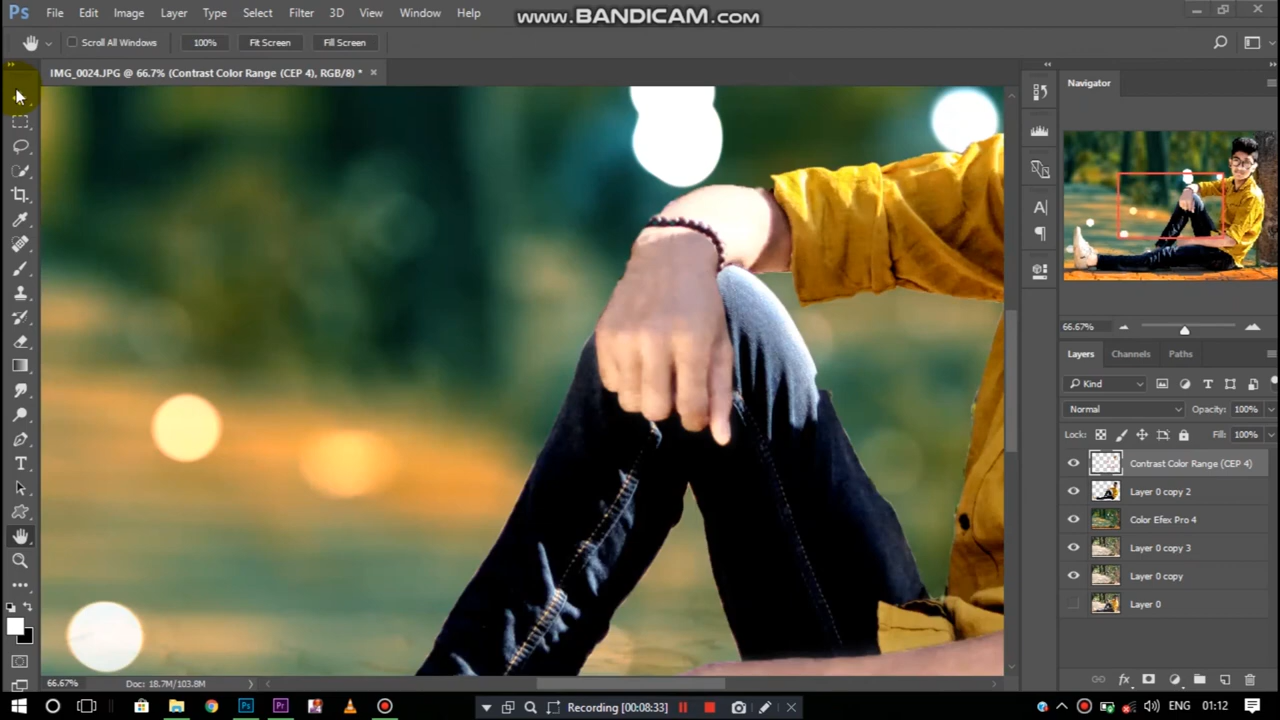 Ps File Edit Image Layer Type Select Filter 3D View Window Help
www.BANDICAM.com
Scroll All Windows 100% Fit Screen Fill Screen
IMG_0024.JPG @ 66.7% (Contrast Color Range (CEP 4), RGB/8) *
Navigator
66.67%
Layers Channels Paths
Kind
Normal Opacity: 100%
Lock: Fill: 100%
Contrast Color Range (CEP 4)
Layer 0 copy 2
Color Efex Pro 4
Layer 0 copy 3
Layer 0 copy
Layer 0
66.67% Doc: 18.7M/103.8M
Recording [00:08:33]
ENG 01:12